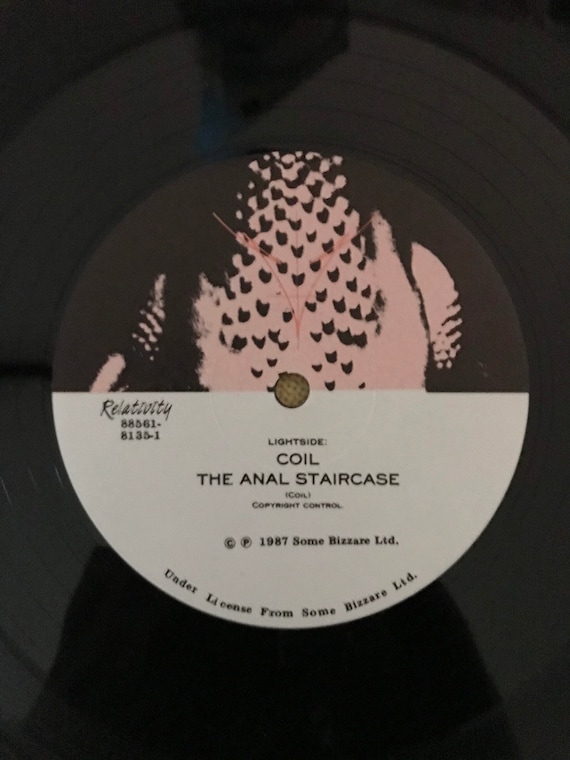 Relativity
88561-
8135-1
LIGHTSIDE:
COIL
THE ANAL STAIRCASE
(COIL)
COPYRIGHT CONTROL.
© ℗ 1987 Some Bizzare Ltd.
Under License From Some Bizzare Ltd.